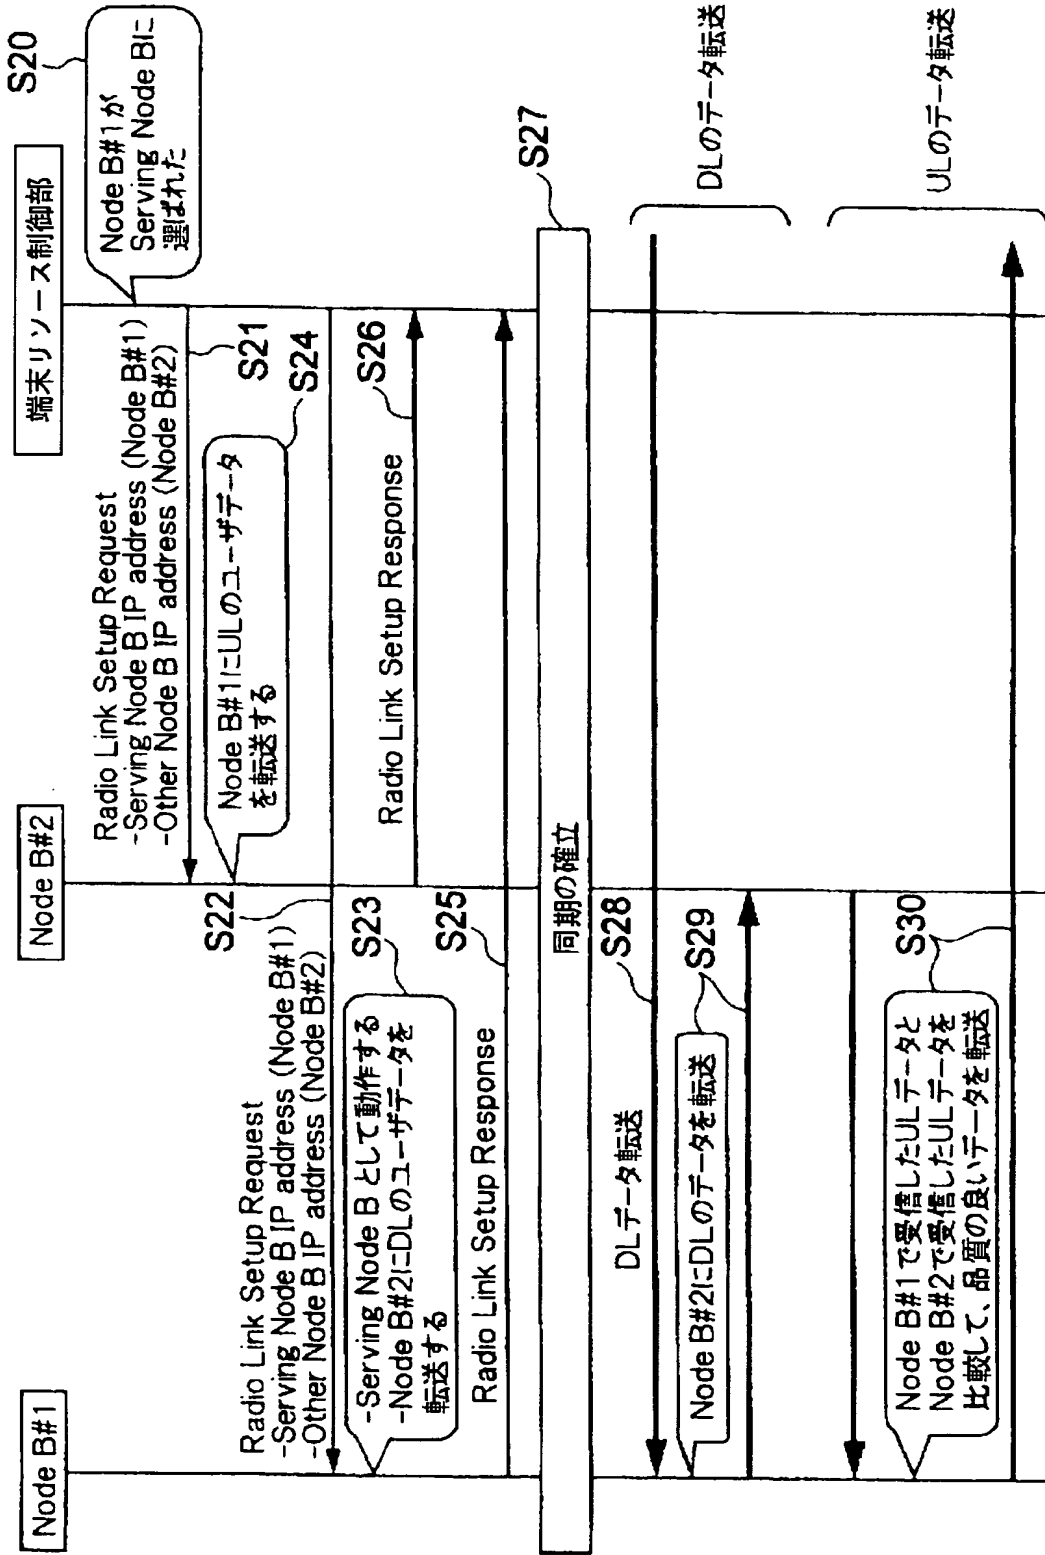 Node B#1
Node B#2
端末リソース制御部
S20
Node B#1が
Serving Node Bに
選ばれた
Radio Link Setup Request
-Serving Node B IP address (Node B#1)
-Other Node B IP address (Node B#2)
S21
S24
Node B#1にULのユーザデータ
を転送する
S22
Radio Link Setup Request
-Serving Node B IP address (Node B#1)
-Other Node B IP address (Node B#2)
S23
-Serving Node B として動作する
-Node B#2にDLのユーザデータを
転送する
Radio Link Setup Response
S26
Radio Link Setup Response
S25
同期の確立
S27
DLデータ転送
S28
DLのデータ転送
Node B#2にDLのデータを転送
S29
Node B#1で受信したULデータと
Node B#2で受信したULデータを
比較して、品質の良いデータを転送
S30
ULのデータ転送